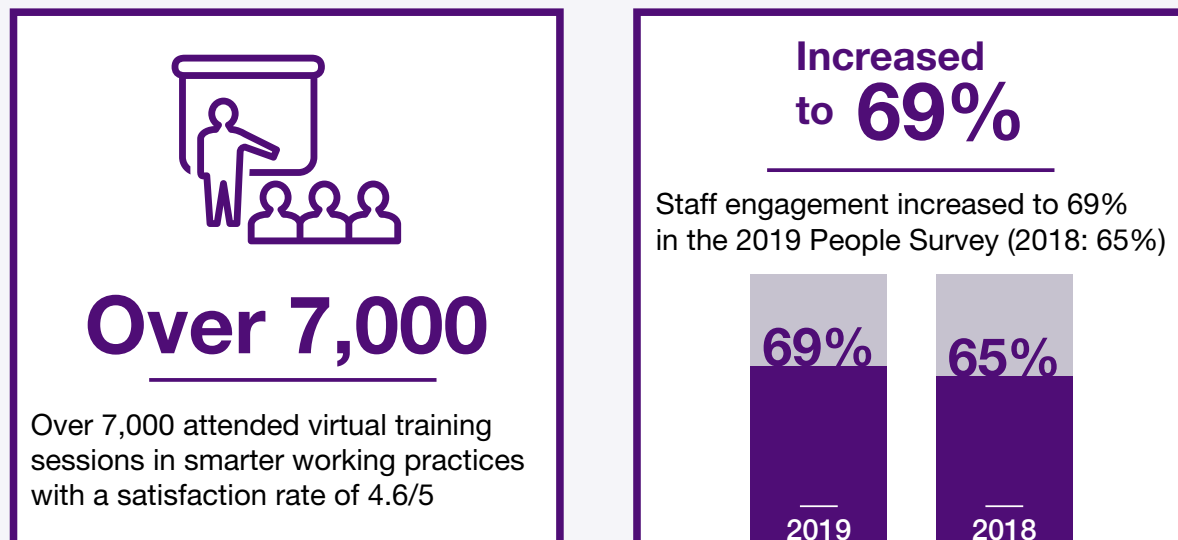 Over 7,000
Over 7,000 attended virtual training
sessions in smarter working practices
with a satisfaction rate of 4.6/5
Increased
to 69%
Staff engagement increased to 69%
in the 2019 People Survey (2018: 65%)
69%
65%
2019
2018